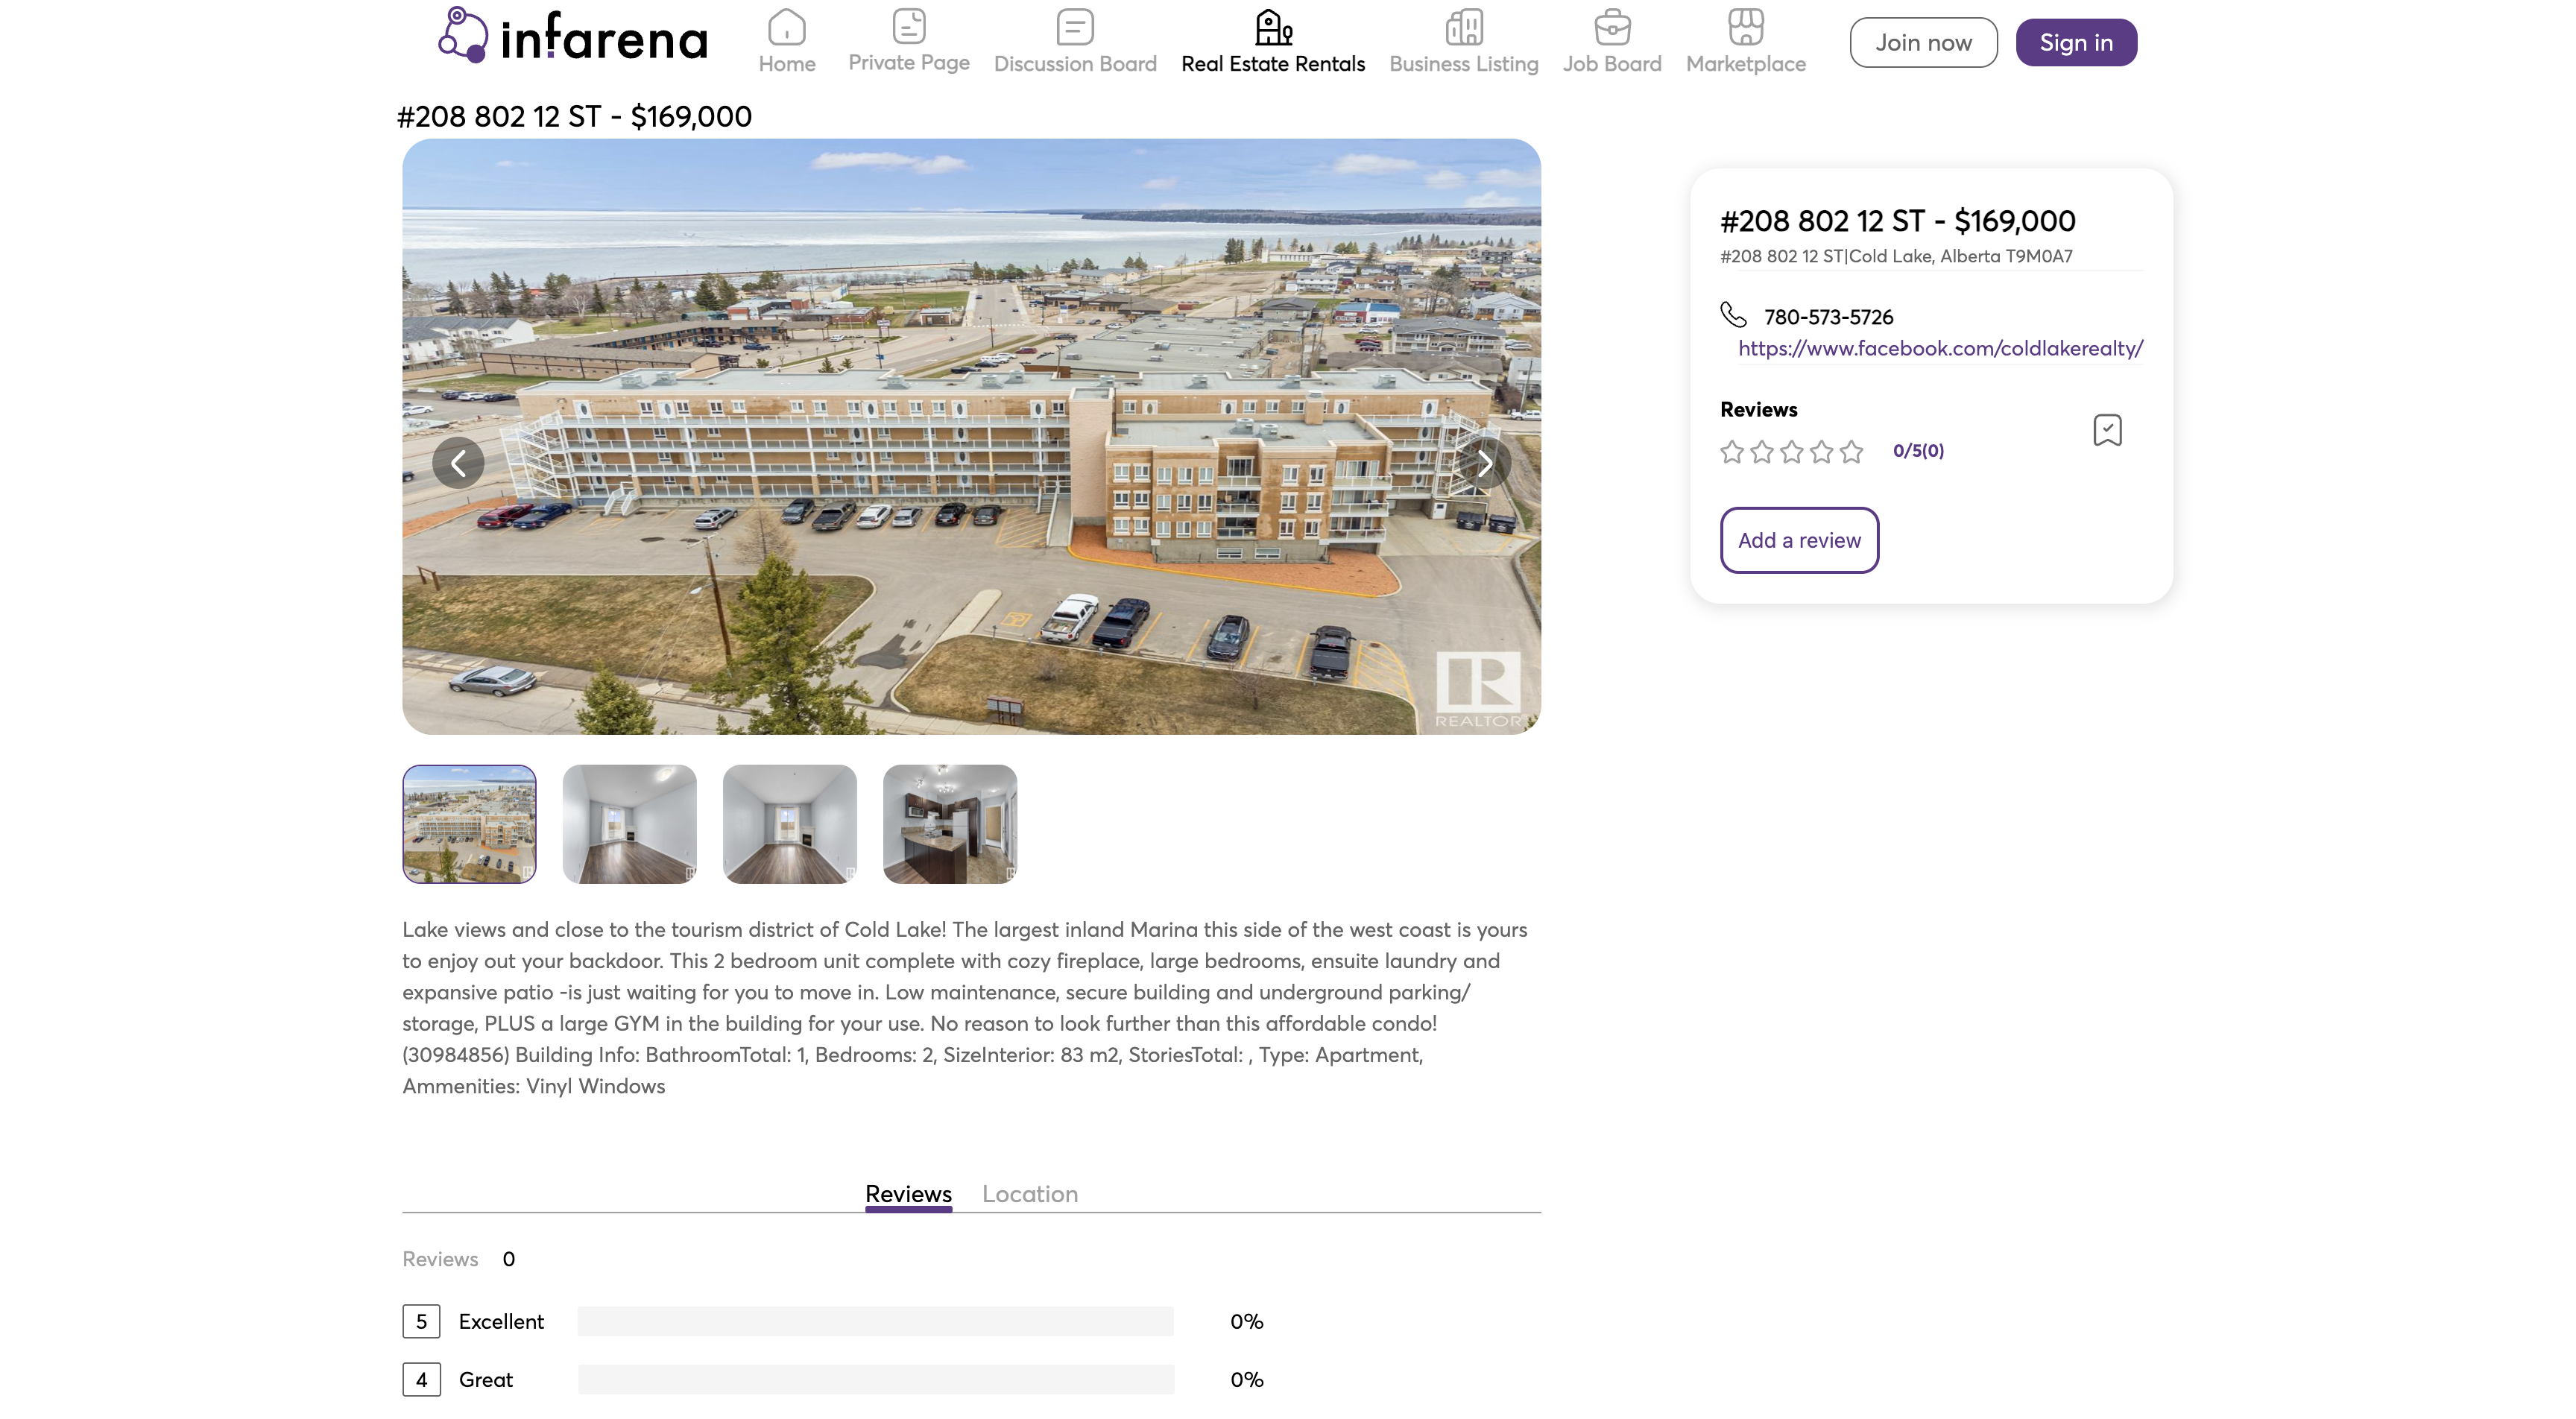 infarena
Home
Private Page
Discussion Board
Real Estate Rentals
Business Listing
Job Board
Marketplace
Join now
Sign in
#208 802 12 ST - $169,000
REALTOR
#208 802 12 ST - $169,000
#208 802 12 ST|Cold Lake, Alberta T9M0A7
780-573-5726
https://www.facebook.com/coldlakerealty/
Reviews
0/5(0)
Add a review
Lake views and close to the tourism district of Cold Lake! The largest inland Marina this side of the west coast is yours
to enjoy out your backdoor. This 2 bedroom unit complete with cozy fireplace, large bedrooms, ensuite laundry and
expansive patio -is just waiting for you to move in. Low maintenance, secure building and underground parking/
storage, PLUS a large GYM in the building for your use. No reason to look further than this affordable condo!
(30984856) Building Info: BathroomTotal: 1, Bedrooms: 2, SizeInterior: 83 m2, StoriesTotal: , Type: Apartment,
Ammenities: Vinyl Windows
Reviews
Location
Reviews 0
5 Excellent 0%
4 Great 0%